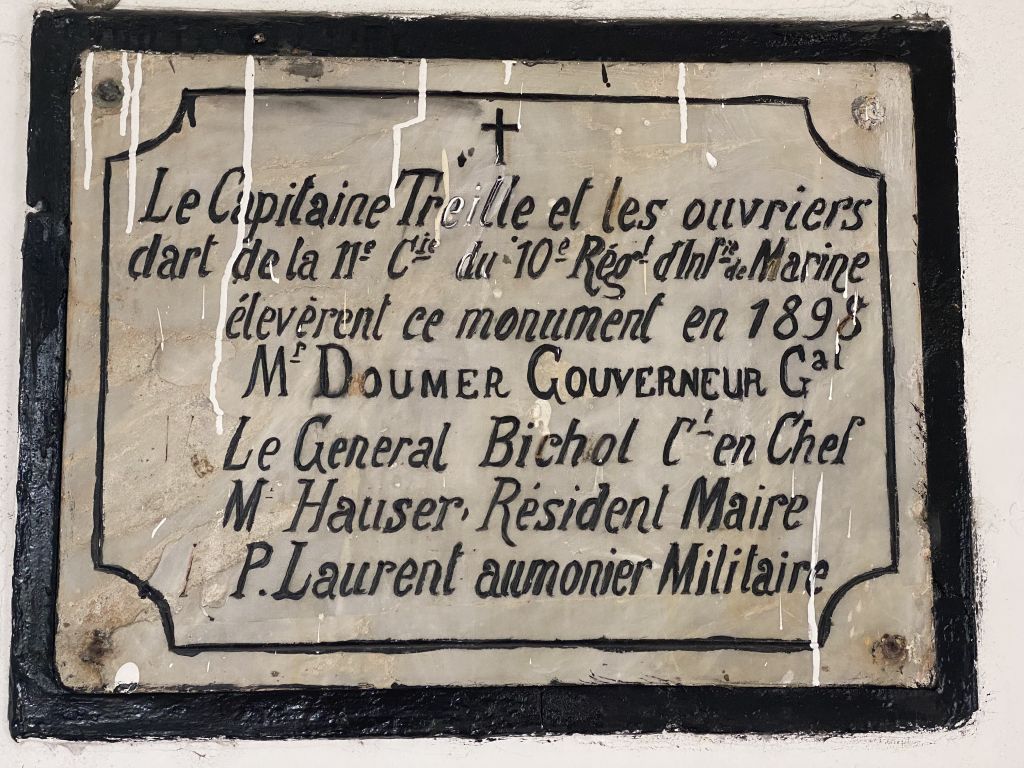 Le Capitaine Treille et les ouvriers
dart de la 11e Cie du 10e Régt d'Infie de Marine
élevèrent ce monument en 1898
Mr DOUMER GOUVERNEUR Gal
Le General Bichot Ct en Chef
Mr Hauser, Résident Maire
P. Laurent aumonier Militaire